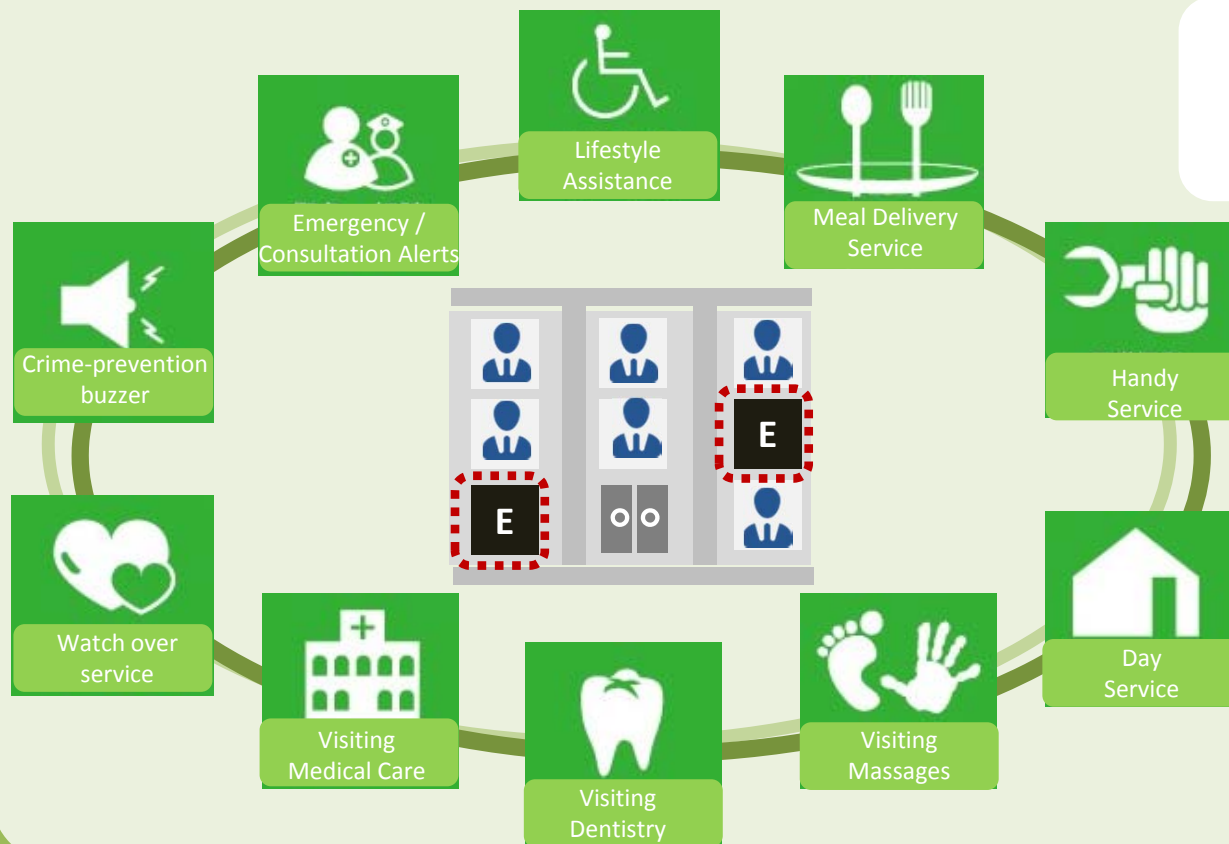 Lifestyle
Assistance
Emergency /
Consultation Alerts
Meal Delivery
Service
Crime-prevention
buzzer
Handy
Service
E
E
Watch over
service
Day
Service
Visiting
Medical Care
Visiting
Massages
Visiting
Dentistry